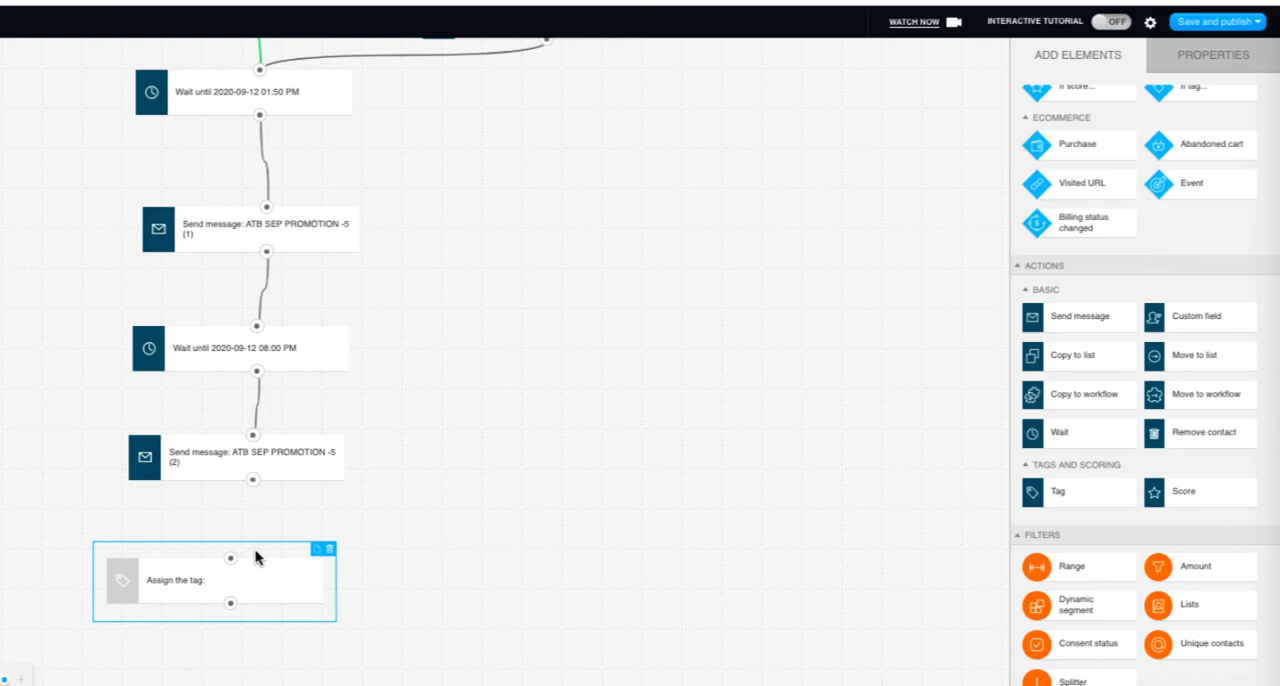 WATCH NOW
INTERACTIVE TUTORIAL
OFF
Save and publish
ADD ELEMENTS
PROPERTIES
If score...
If tag...
ECOMMERCE
Purchase
Abandoned cart
Visited URL
Event
Billing status
changed
ACTIONS
BASIC
Send message
Custom field
Copy to list
Move to list
Copy to workflow
Move to workflow
Wait
Remove contact
TAGS AND SCORING
Tag
Score
FILTERS
Range
Amount
Dynamic
segment
Lists
Consent status
Unique contacts
Splitter
Wait until 2020-09-12 01:50 PM
Send message: ATB SEP PROMOTION -5
(1)
Wait until 2020-09-12 08:00 PM
Send message: ATB SEP PROMOTION -5
(2)
Assign the tag: